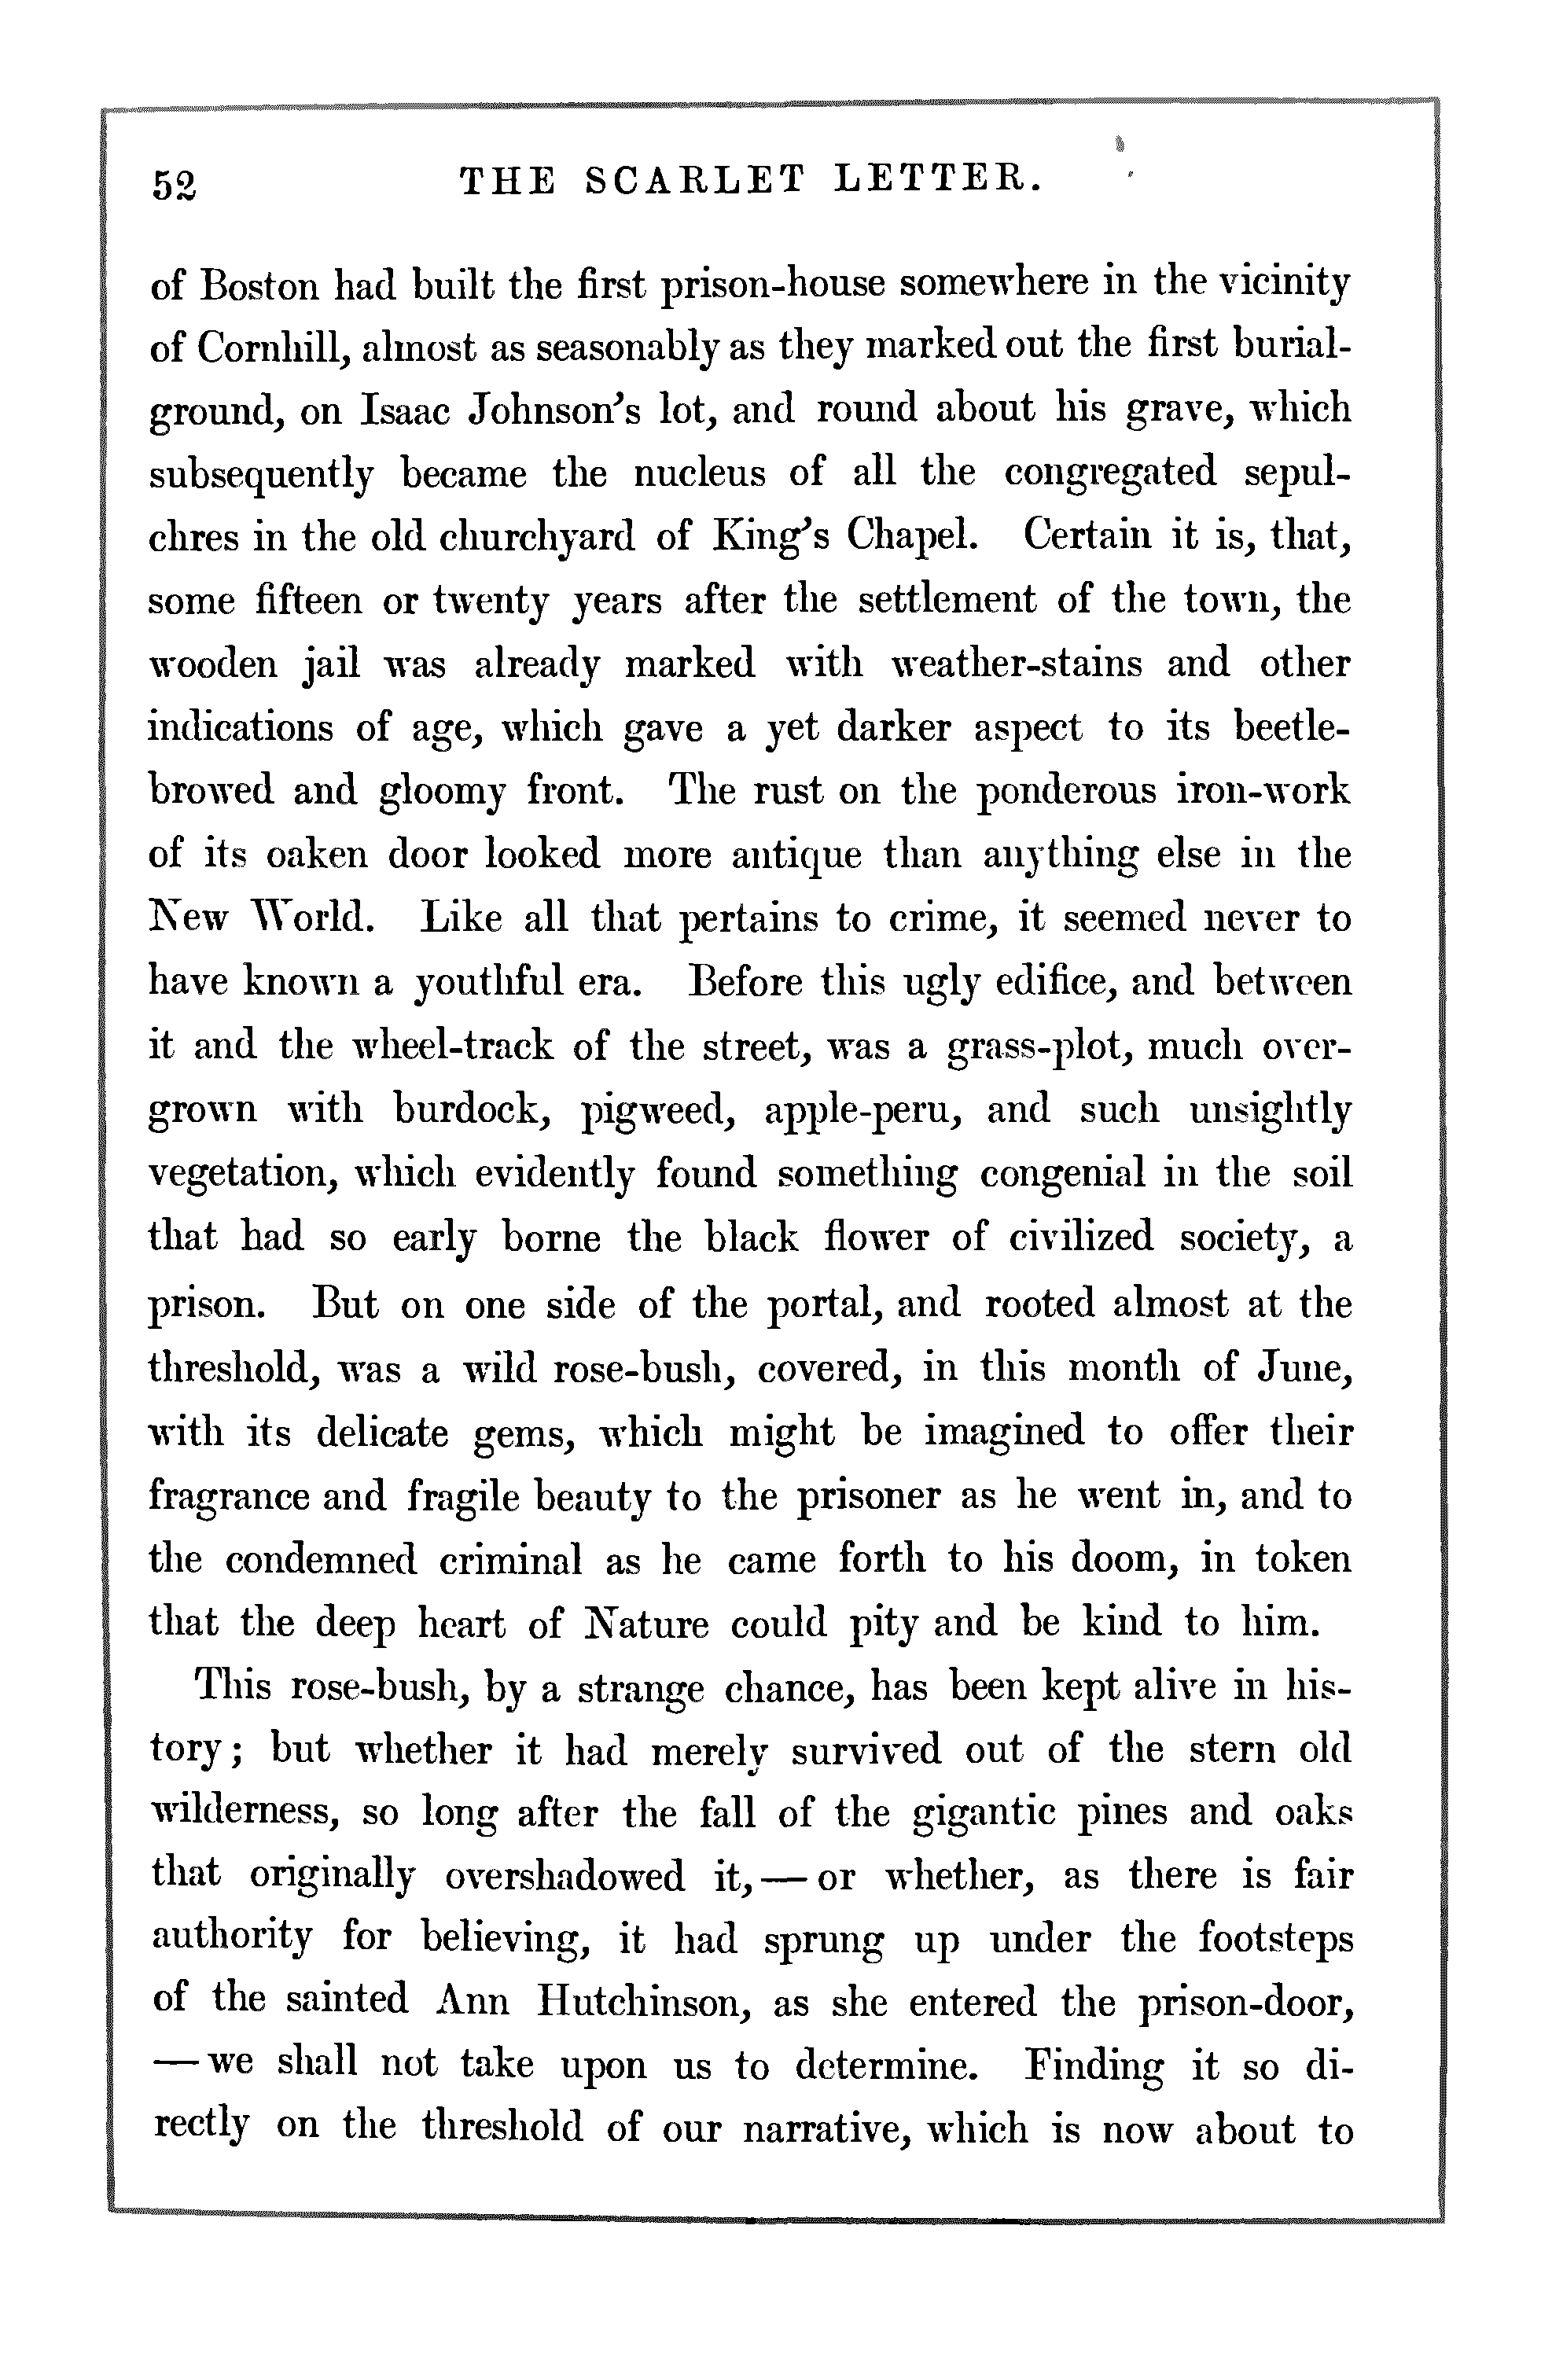 52 THE SCARLET LETTER.
of Boston had built the first prison-house somewhere in the vicinity
of Cornhill, almost as seasonably as they marked out the first burial-
ground, on Isaac Johnson's lot, and round about his grave, which
subsequently became the nucleus of all the congregated sepul-
chres in the old churchyard of King's Chapel. Certain it is, that,
some fifteen or twenty years after the settlement of the town, the
wooden jail was already marked with weather-stains and other
indications of age, which gave a yet darker aspect to its beetle-
browed and gloomy front. The rust on the ponderous iron-work
of its oaken door looked more antique than anything else in the
New World. Like all that pertains to crime, it seemed never to
have known a youthful era. Before this ugly edifice, and between
it and the wheel-track of the street, was a grass-plot, much over-
grown with burdock, pigweed, apple-peru, and such unsightly
vegetation, which evidently found something congenial in the soil
that had so early borne the black flower of civilized society, a
prison. But on one side of the portal, and rooted almost at the
threshold, was a wild rose-bush, covered, in this month of June,
with its delicate gems, which might be imagined to offer their
fragrance and fragile beauty to the prisoner as he went in, and to
the condemned criminal as he came forth to his doom, in token
that the deep heart of Nature could pity and be kind to him.
This rose-bush, by a strange chance, has been kept alive in his-
tory; but whether it had merely survived out of the stern old
wilderness, so long after the fall of the gigantic pines and oaks
that originally overshadowed it,—or whether, as there is fair
authority for believing, it had sprung up under the footsteps
of the sainted Ann Hutchinson, as she entered the prison-door,
—we shall not take upon us to determine. Finding it so di-
rectly on the threshold of our narrative, which is now about to